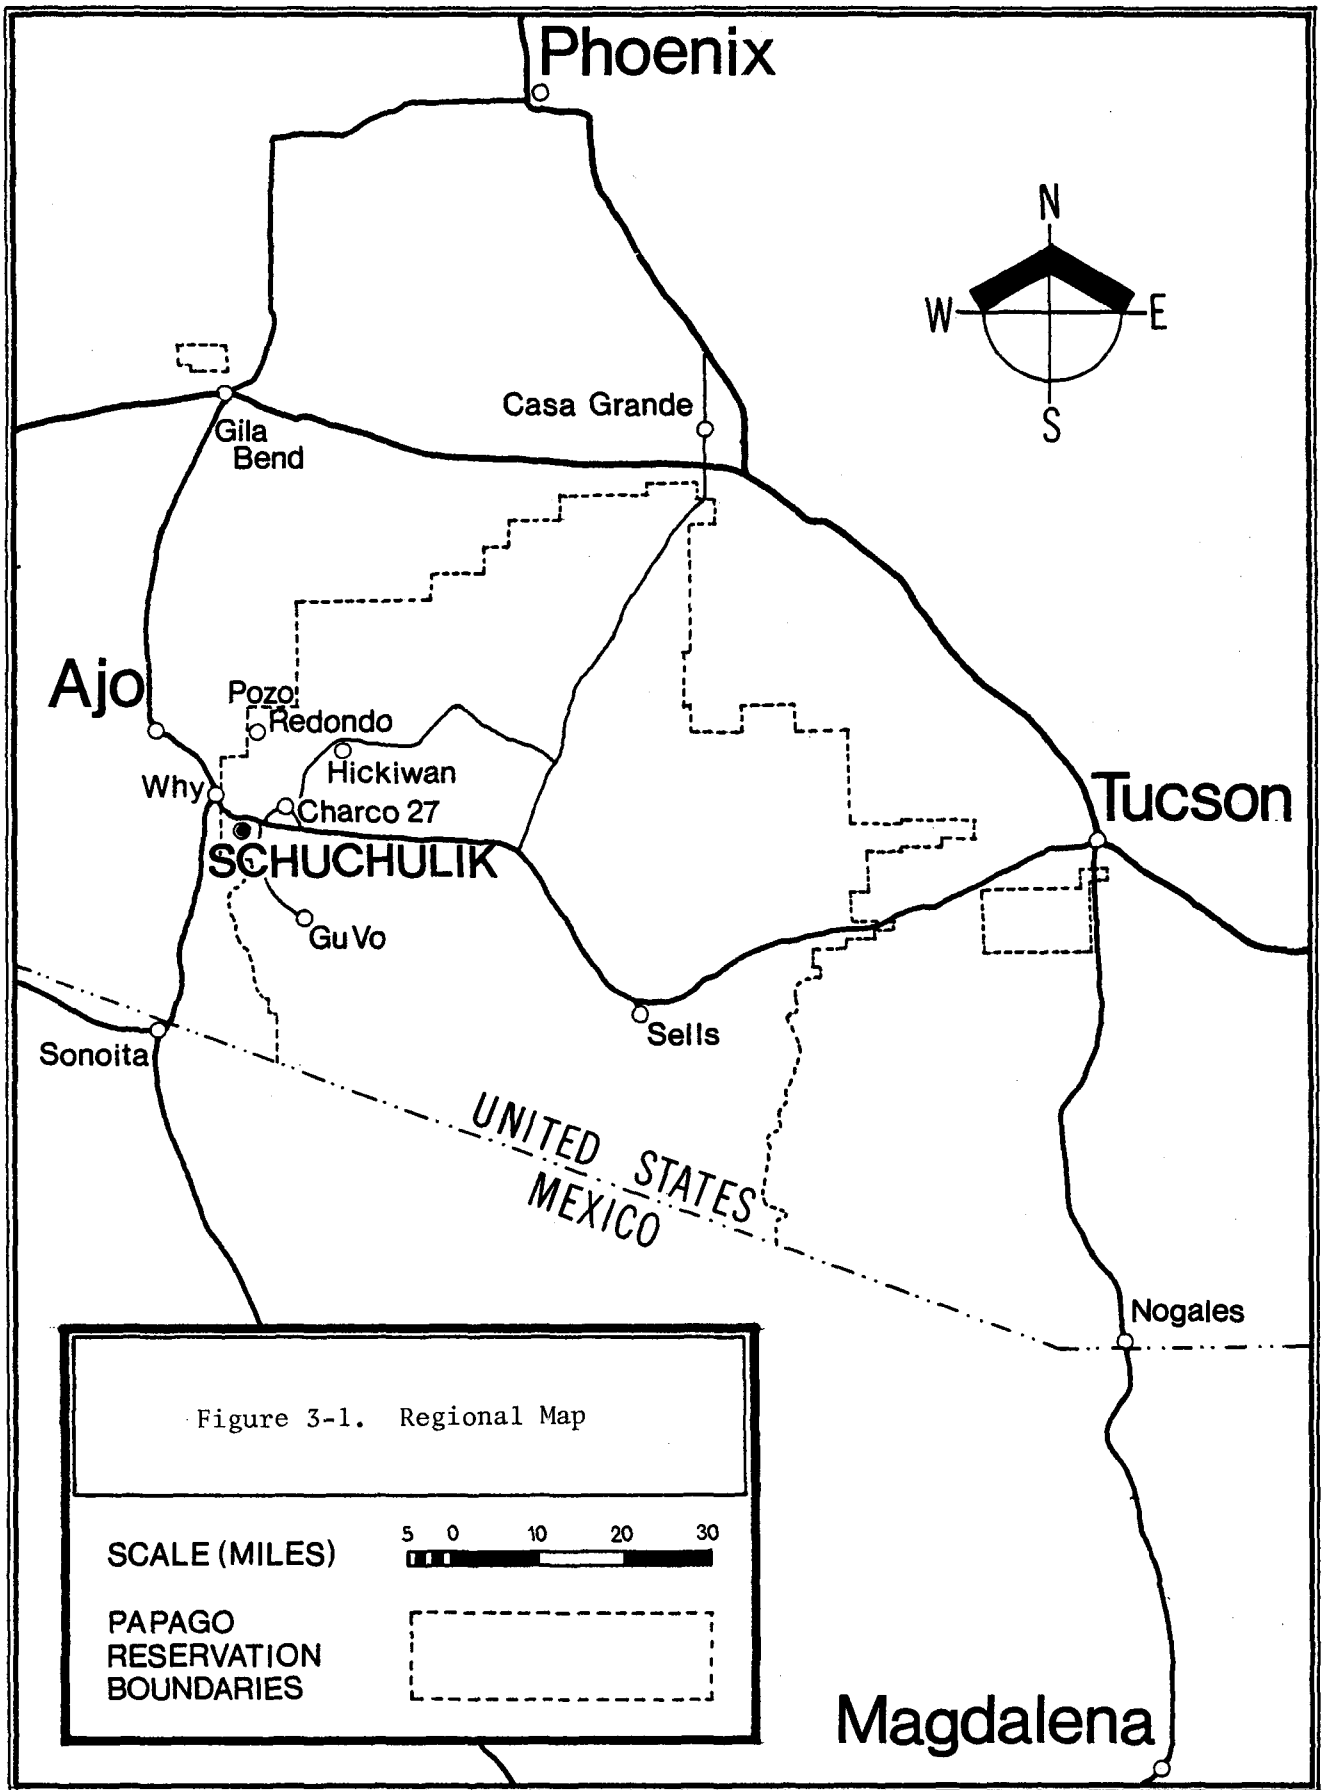 Phoenix
N
W
E
S
Casa Grande
Gila
Bend
Ajo
Pozo
Redondo
Hickiwan
Why
Charco 27
Tucson
SCHUCHULIK
Gu Vo
Sells
Sonoita
UNITED STATES
MEXICO
Nogales
Figure 3-1. Regional Map
5 0 10 20 30
SCALE (MILES)
PAPAGO
RESERVATION
BOUNDARIES
Magdalena